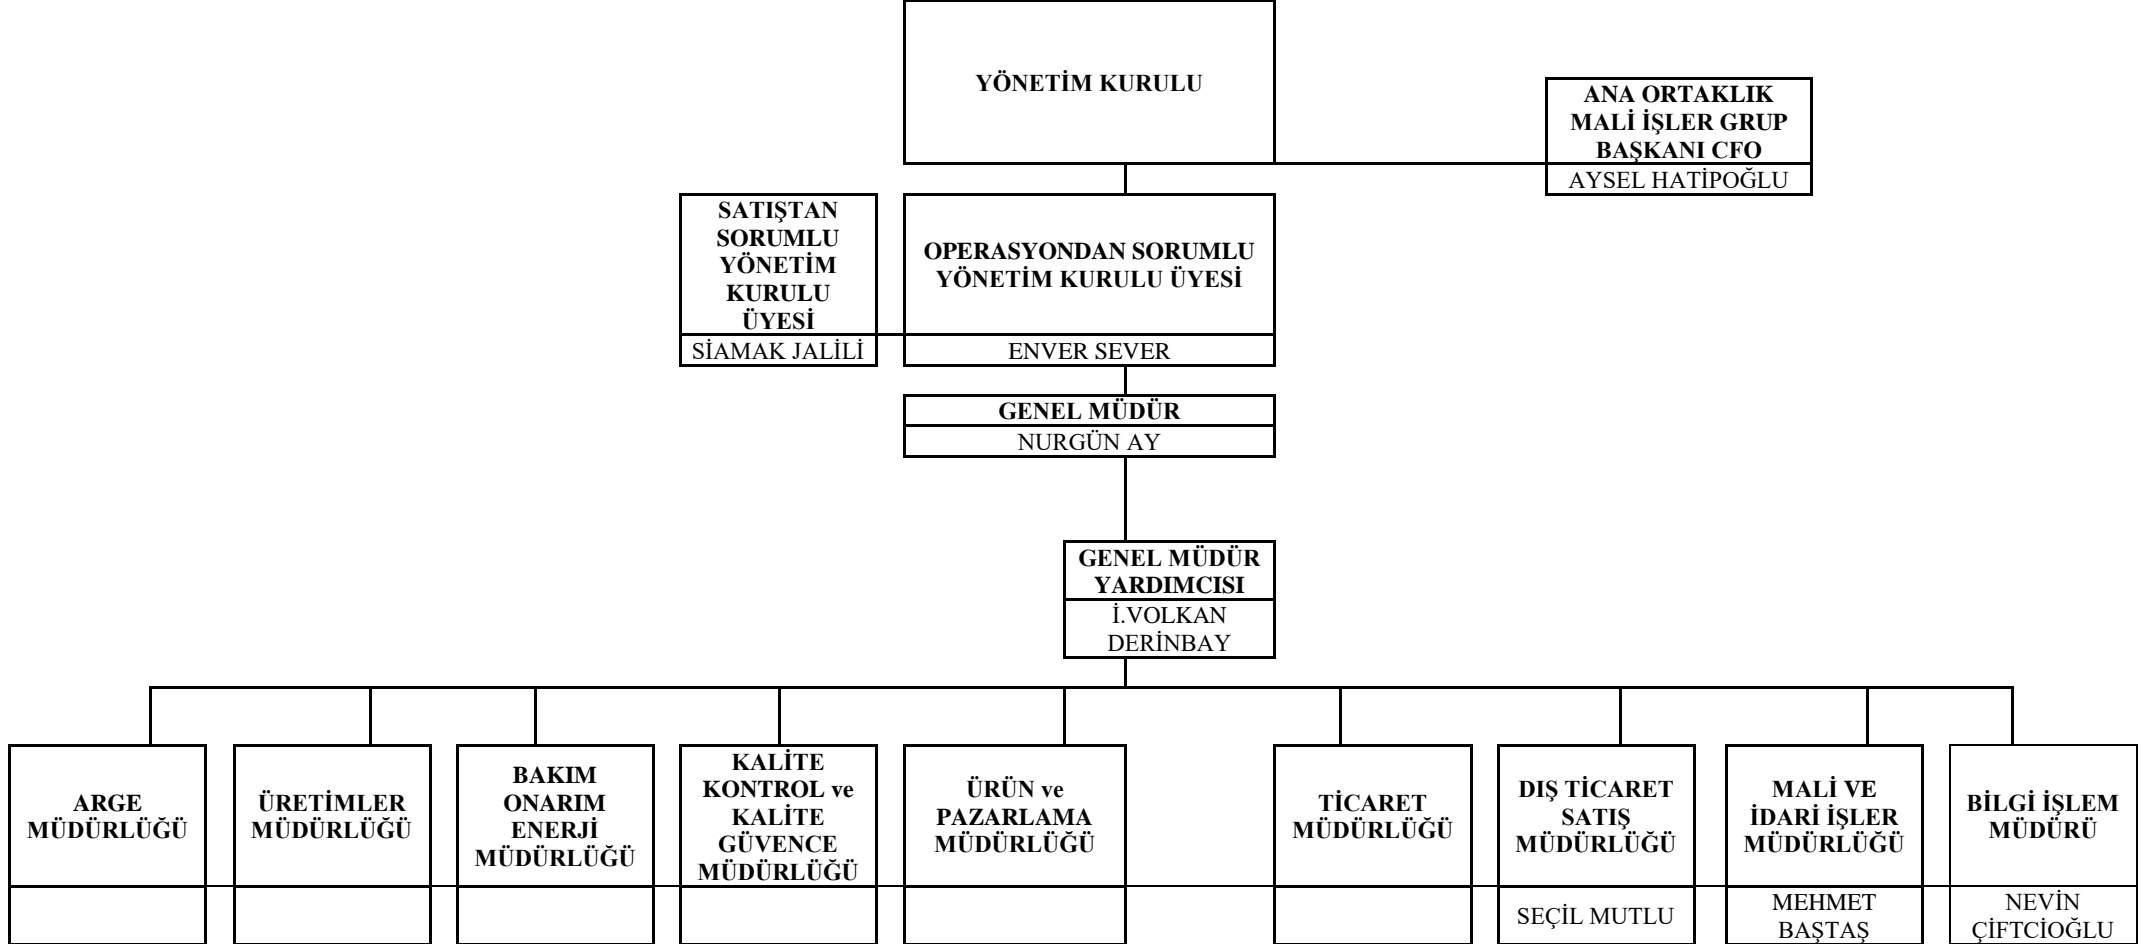 YÖNETİM KURULU
ANA ORTAKLIK
MALİ İŞLER GRUP
BAŞKANI CFO
AYSEL HATİPOĞLU
SATIŞTAN
SORUMLU
YÖNETİM
KURULU
ÜYESİ
SİAMAK JALİLİ
OPERASYONDAN SORUMLU
YÖNETİM KURULU ÜYESİ
ENVER SEVER
GENEL MÜDÜR
NURGÜN AY
GENEL MÜDÜR
YARDIMCISI
İ.VOLKAN
DERİNBAY
ARGE
MÜDÜRLÜĞÜ
ÜRETİMLER
MÜDÜRLÜĞÜ
BAKIM
ONARIM
ENERJİ
MÜDÜRLÜĞÜ
KALİTE
KONTROL ve
KALİTE
GÜVENCE
MÜDÜRLÜĞÜ
ÜRÜN ve
PAZARLAMA
MÜDÜRLÜĞÜ
TİCARET
MÜDÜRLÜĞÜ
DIŞ TİCARET
SATIŞ
MÜDÜRLÜĞÜ
SEÇİL MUTLU
MALİ VE
İDARİ İŞLER
MÜDÜRLÜĞÜ
MEHMET
BAŞTAŞ
BİLGİ İŞLEM
MÜDÜRÜ
NEVİN
ÇİFTCİOĞLU